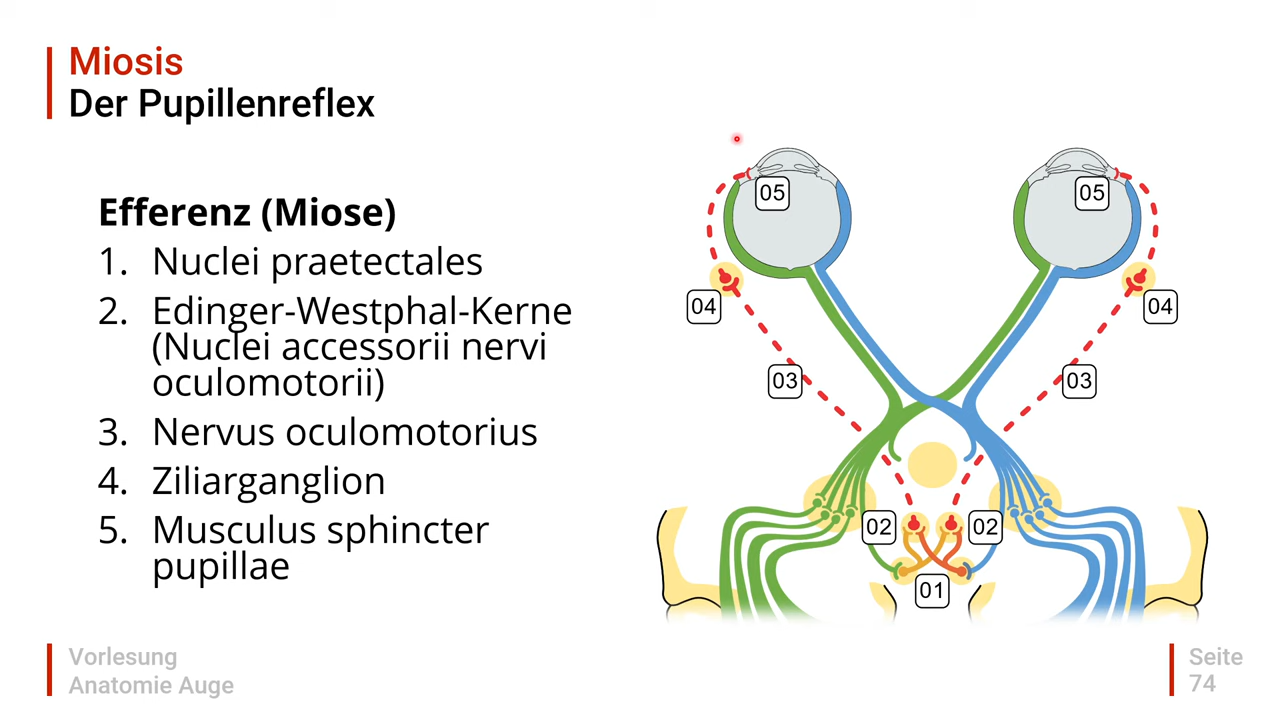 Miosis
Der Pupillenreflex
Efferenz (Miose)
1. Nuclei praetectales
2. Edinger-Westphal-Kerne
(Nuclei accessorii nervi
oculomotorii)
3. Nervus oculomotorius
4. Ziliarganglion
5. Musculus sphincter
pupillae
05
05
04
04
03
03
02
02
01
Vorlesung
Anatomie Auge
Seite
74